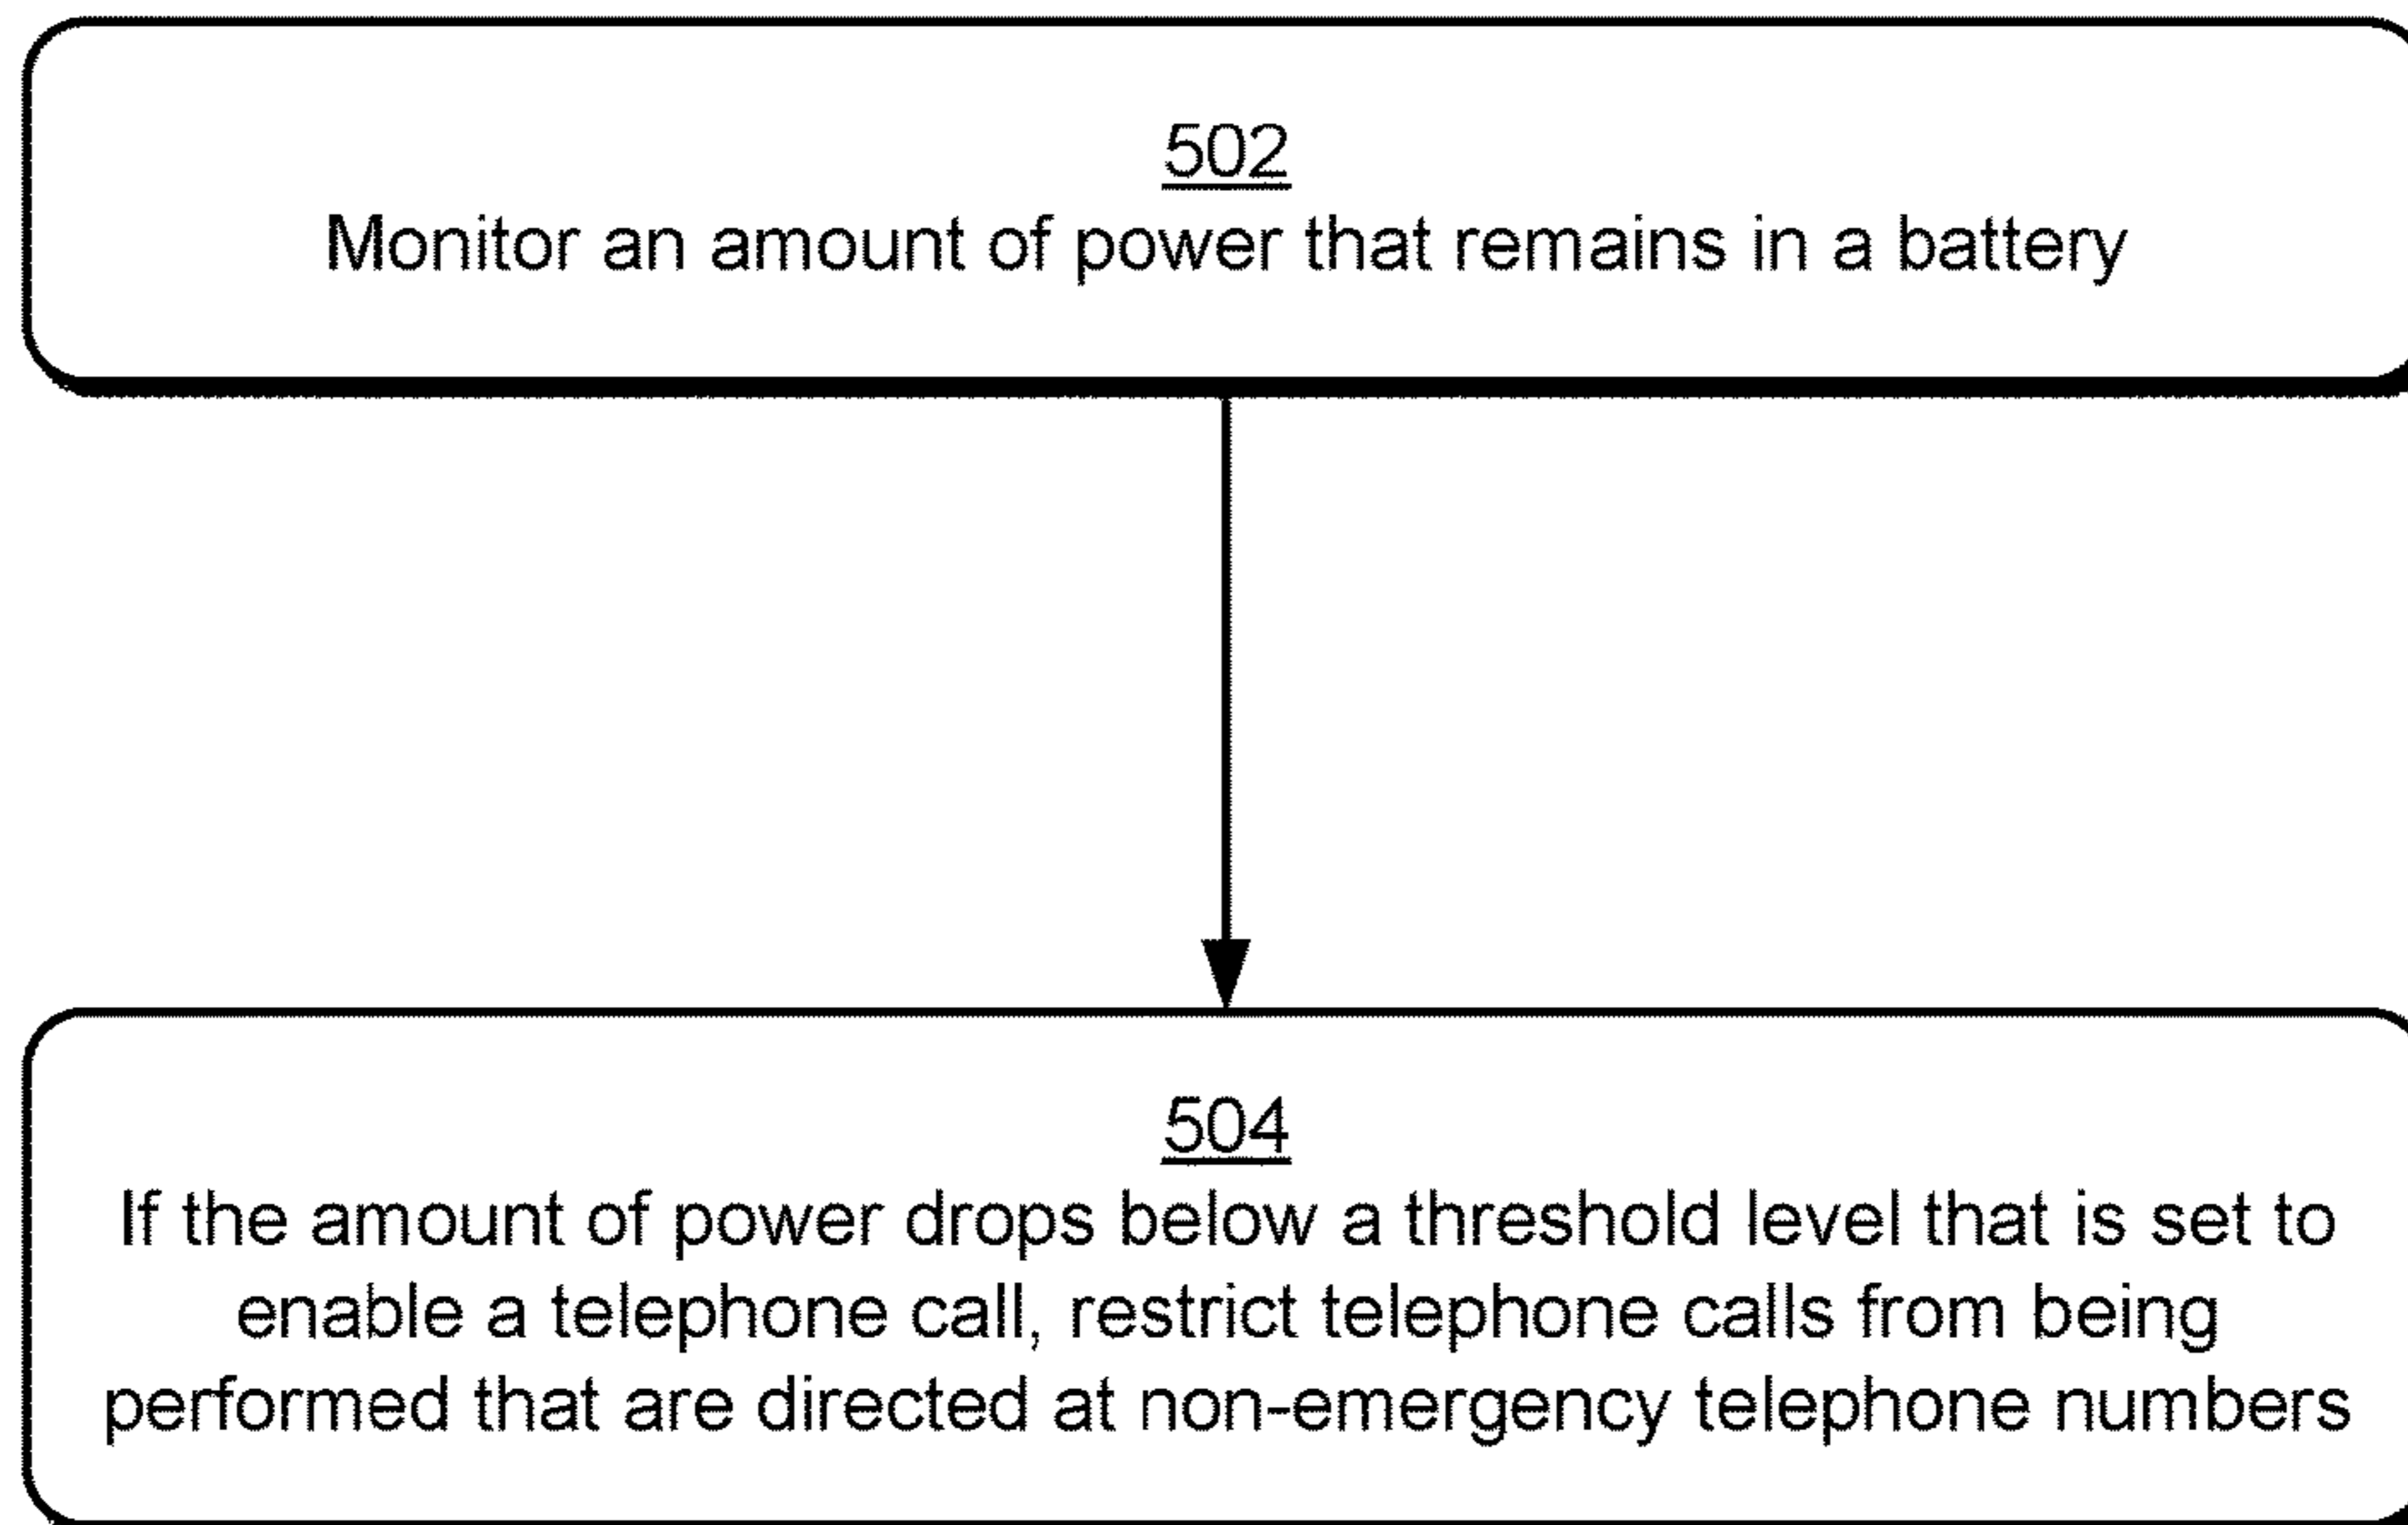 502
Monitor an amount of power that remains in a battery
504
If the amount of power drops below a threshold level that is set to
enable a telephone call, restrict telephone calls from being
performed that are directed at non-emergency telephone numbers